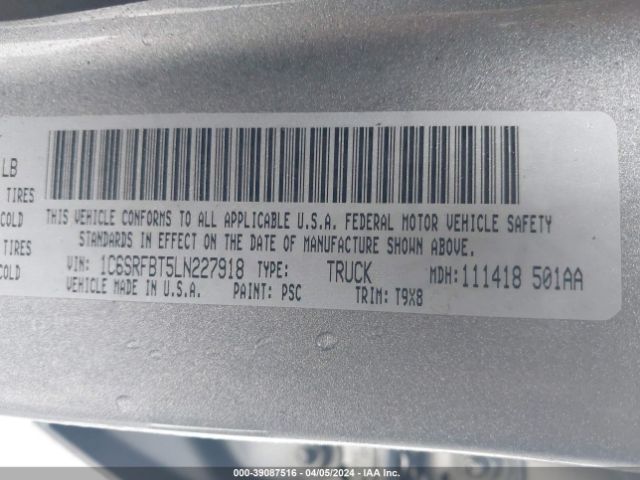 LB
TIRES
COLD
THIS VEHICLE CONFORMS TO ALL APPLICABLE U.S.A. FEDERAL MOTOR VEHICLE SAFETY
STANDARDS IN EFFECT ON THE DATE OF MANUFACTURE SHOWN ABOVE.
TIRES
COLD
VIN: 1C6SRFBT5LN227918 TYPE: TRUCK MDH: 111418 501AA
VEHICLE MADE IN U.S.A. PAINT: PSC TRIM: T9X8
000-39087516 - 04/05/2024 - IAA Inc.